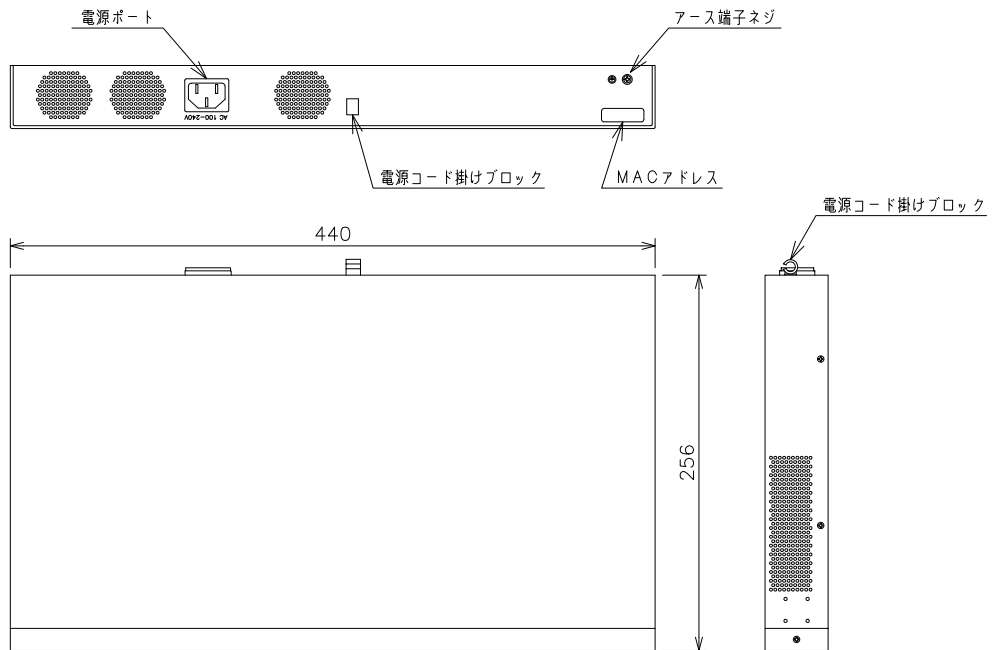 電源ポート
アース端子ネジ
AC 100-240V
電源コード掛けブロック
MACアドレス
電源コード掛けブロック
440
256